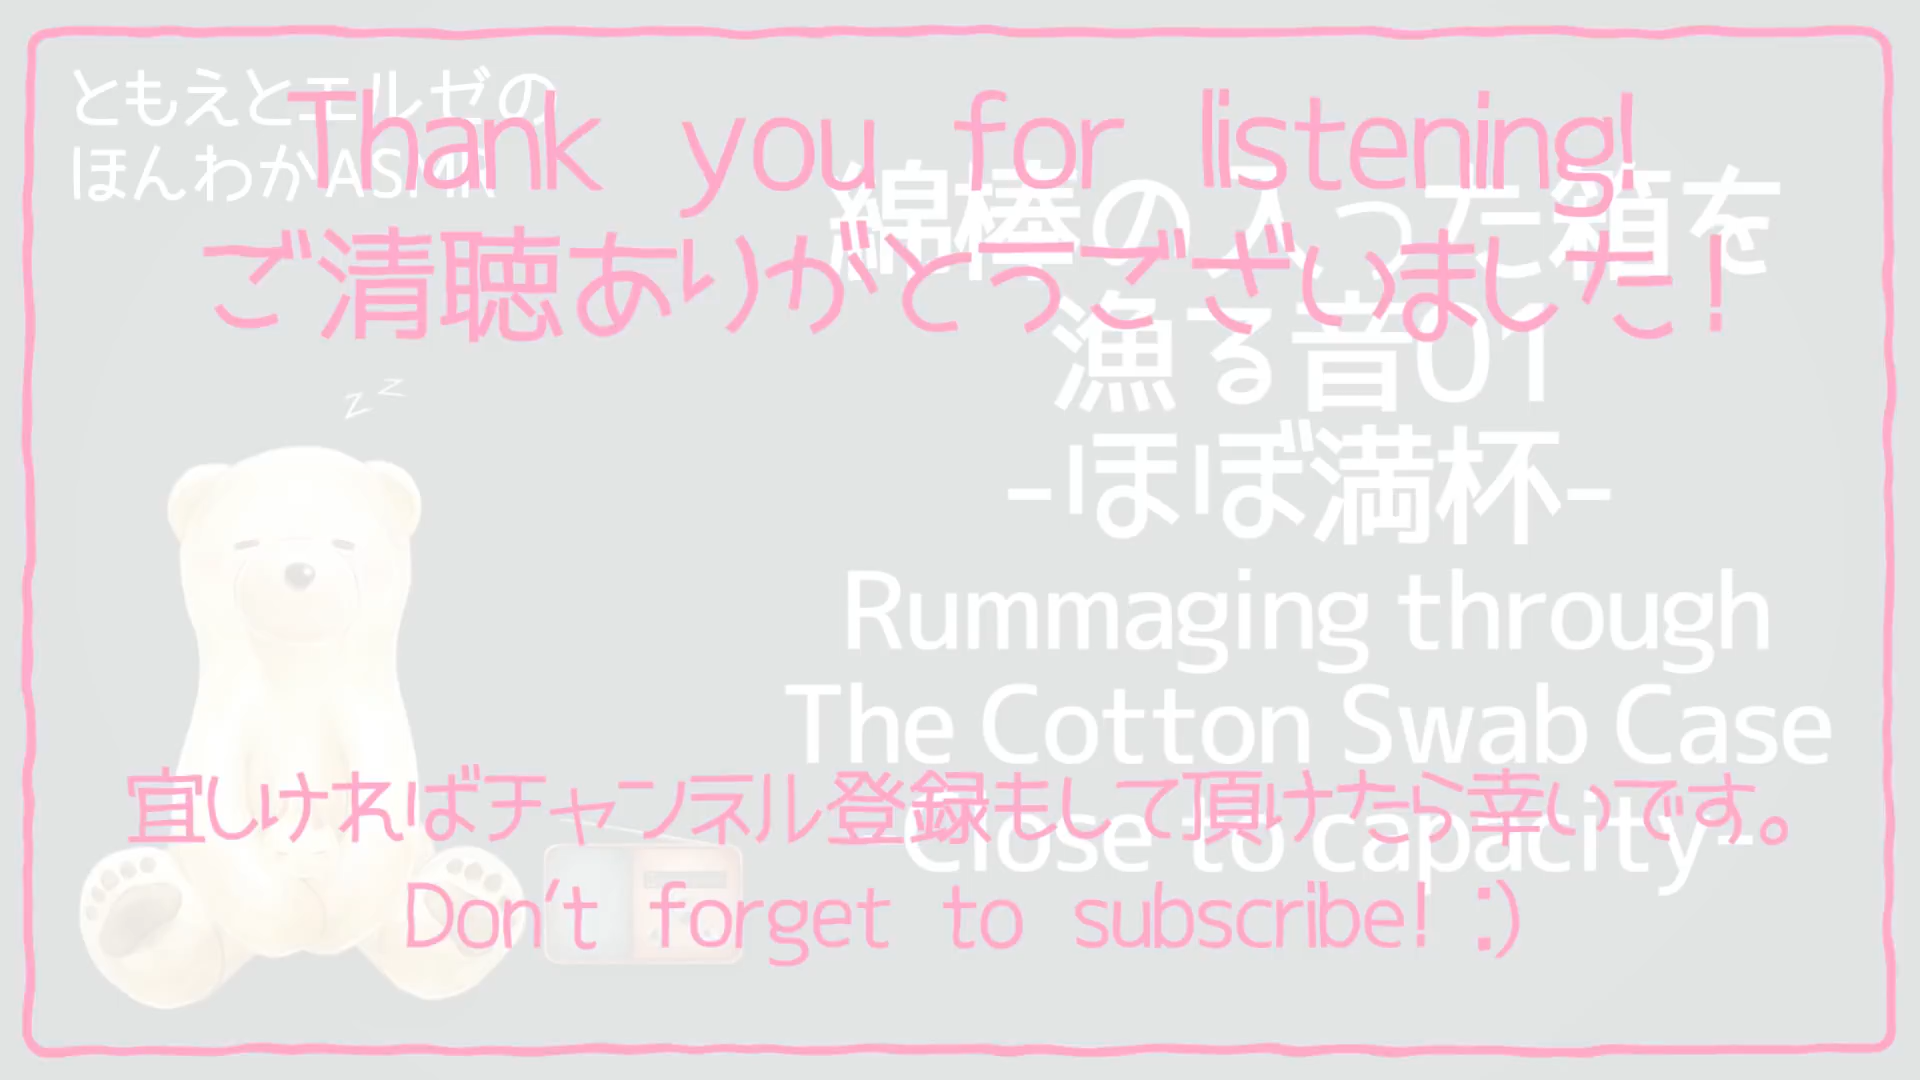 ともえとエルゼの
ほんわかASMR
Thank you for listening!
ご清聴ありがとうございました!
綿棒の入った箱を
漁る音01
-ほぼ満杯-
z z
Rummaging through
The Cotton Swab Case
-Close to capacity-
宜しければチャンネル登録もして頂けたら幸いです。
Don't forget to subscribe! :)